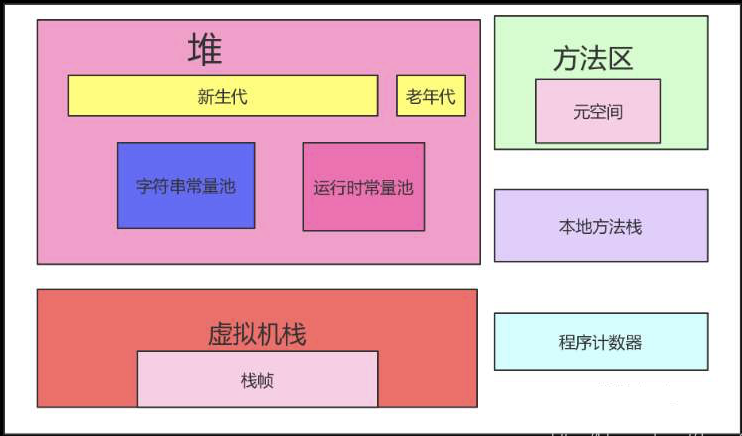 堆
新生代
老年代
字符串常量池
运行时常量池
方法区
元空间
本地方法栈
虚拟机栈
栈帧
程序计数器